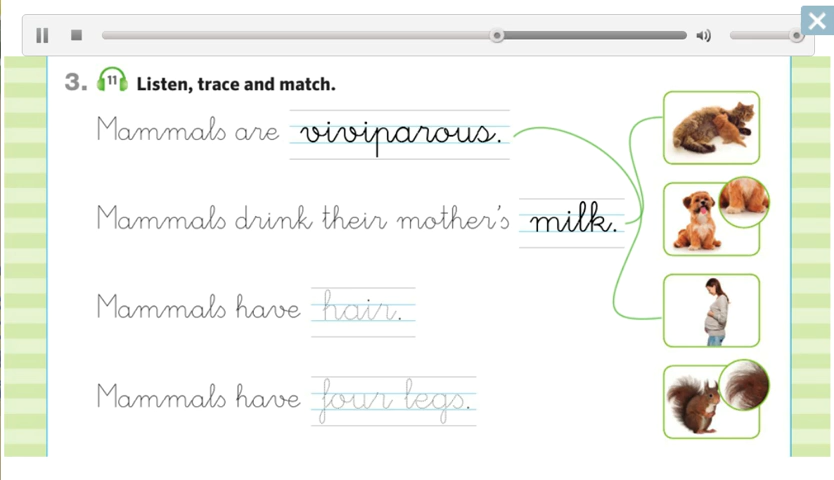 3. 11 Listen, trace and match.
Mammals are viviparous.
Mammals drink their mother's milk.
Mammals have hair.
Mammals have four legs.